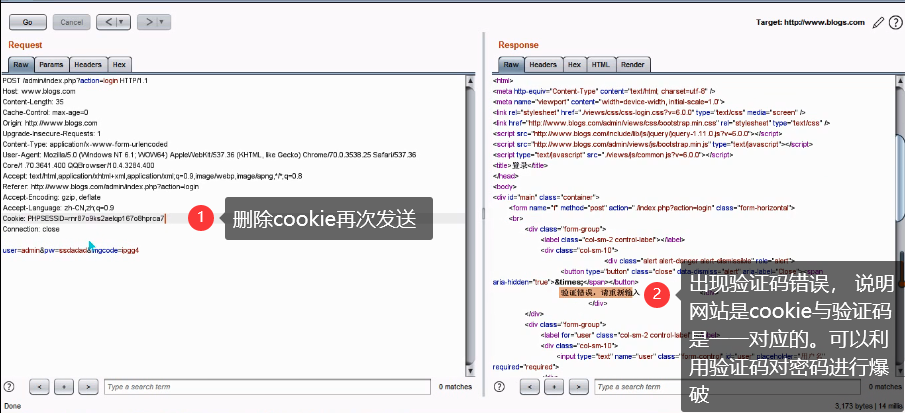 Go
Cancel
< | ▼
> | ▼
Target: http://www.blogs.com
?
Request
Raw
Params
Headers
Hex
POST /admin/index.php?action=login HTTP/1.1
Host: www.blogs.com
Content-Length: 35
Cache-Control: max-age=0
Origin: http://www.blogs.com
Upgrade-Insecure-Requests: 1
Content-Type: application/x-www-form-urlencoded
User-Agent: Mozilla/5.0 (Windows NT 6.1; WOW64) AppleWebKit/537.36 (KHTML, like Gecko) Chrome/70.0.3538.25 Safari/537.36
Core/1.70.3641.400 QQBrowser/10.4.3284.400
Accept: text/html,application/xhtml+xml,application/xml;q=0.9,image/webp,image/apng,*/*;q=0.8
Referer: http://www.blogs.com/admin/index.php?action=login
Accept-Encoding: gzip, deflate
Accept-Language: zh-CN,zh;q=0.9
Cookie: PHPSESSID=mr87o9ks2aelqp167o8hprca7
Connection: close
user=admin&pw=ssdadad&imgcode=ipgg4
1
删除cookie再次发送
?
<
+
>
Type a search term
0 matches
Done
Response
Raw
Headers
Hex
HTML
Render
<html>
<meta http-equiv="Content-Type" content="text/html; charset=utf-8" />
<meta name="viewport" content="width=device-width, initial-scale=1.0">
<link rel="stylesheet" href="./views/css/css-login.css?v=6.0.0" type="text/css" media="screen" />
<link href="http://www.blogs.com/admin/views/css/bootstrap.min.css" rel="stylesheet" type="text/css" />
<script src="http://www.blogs.com/include/lib/js/jquery/jquery-1.11.0.js?v=6.0.0"></script>
<script src="http://www.blogs.com/admin/views/js/bootstrap.min.js" type="text/javascript"></script>
<script type="text/javascript" src="./views/js/common.js?v=6.0.0"></script>
<title>登录</title>
</head>
<body>
<div id="main" class="container">
<form name="f" method="post" action="./index.php?action=login" class="form-horizontal">
<br>
<div class="form-group">
<label class="col-sm-2 control-label"></label>
<div class="col-sm-10">
<div class="alert alert-danger alert-dismissible" role="alert">
<button type="button" class="close" data-dismiss="alert" aria-label="Close"><span
aria-hidden="true">&times;</span></button>
验证错误，请重新输入
</div>
</div>
<div class="form-group">
<label for="user" class="col-sm-2 control-label">
<div class="col-sm-10">
<input type="text" name="user" class="form-control" id="user" placeholder="用户名"
required="required">
2
出现验证码错误， 说明
网站是cookie与验证码
是一一对应的。可以利
用验证码对密码进行爆
破
?
<
+
>
Type a search term
0 matches
3,173 bytes | 14 millis